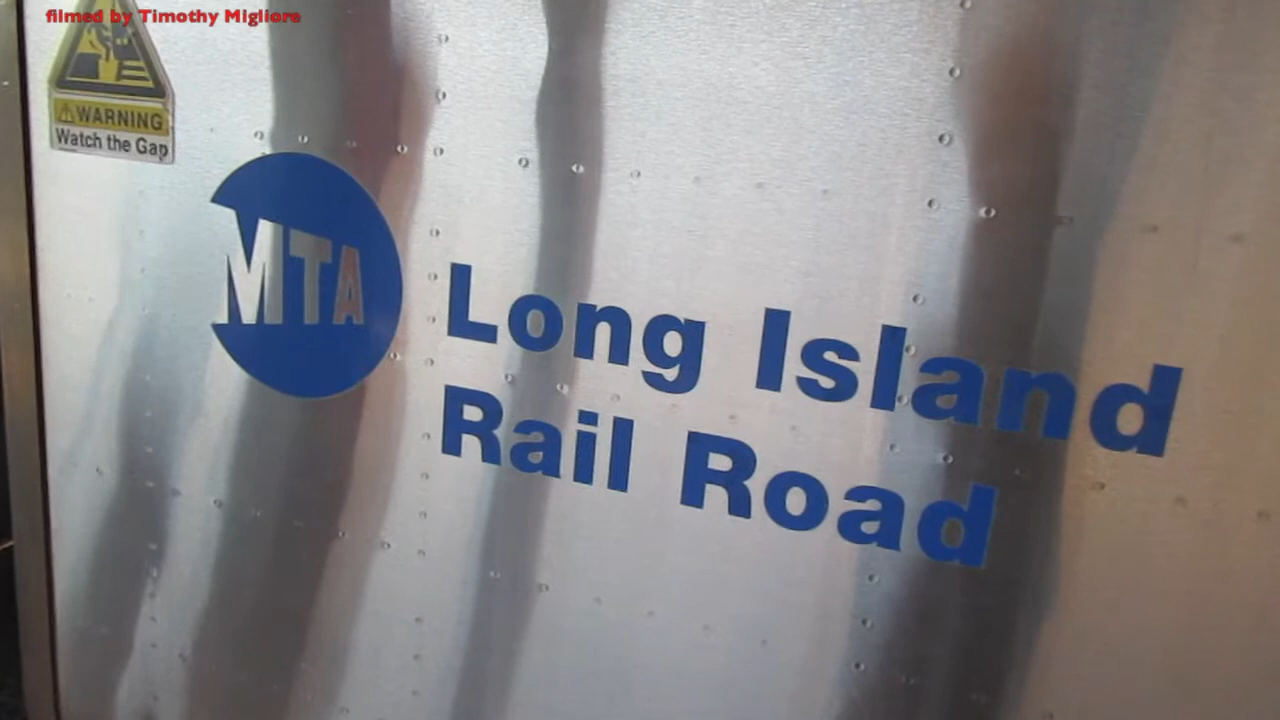 filmed by Timothy Migliore
WARNING
Watch the Gap
MTA
Long Island
Rail Road